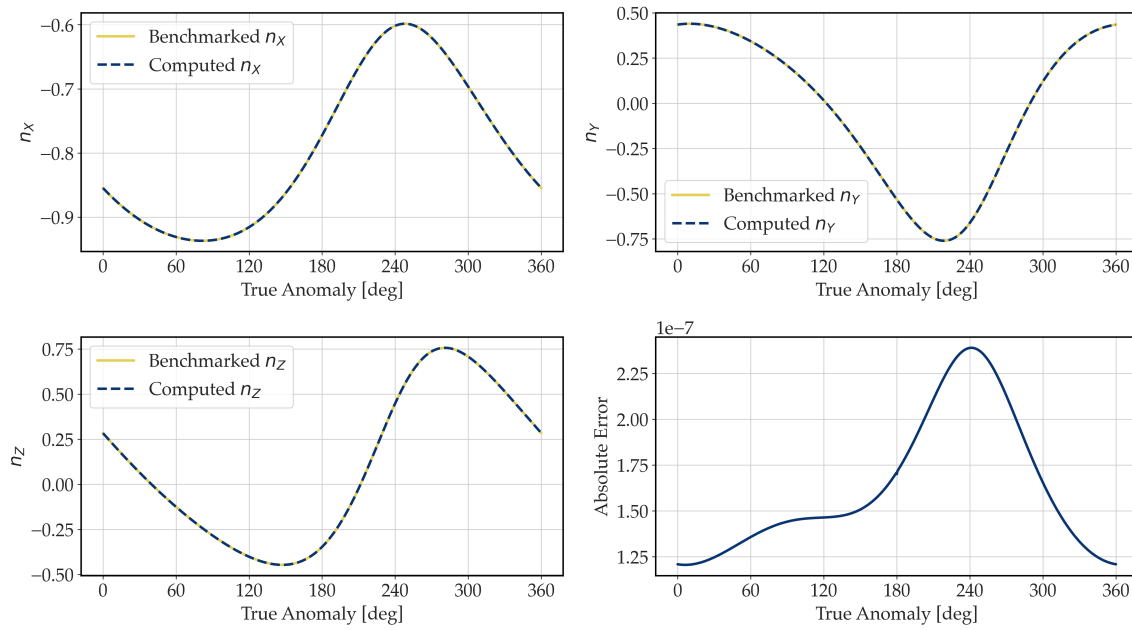 −0.6
−0.7
−0.8
−0.9
n_X
Benchmarked n_X
Computed n_X
0 60 120 180 240 300 360
True Anomaly [deg]
0.50
0.25
0.00
−0.25
−0.50
−0.75
n_Y
Benchmarked n_Y
Computed n_Y
0 60 120 180 240 300 360
True Anomaly [deg]
0.75
0.50
0.25
0.00
−0.25
−0.50
n_Z
Benchmarked n_Z
Computed n_Z
0 60 120 180 240 300 360
True Anomaly [deg]
1e−7
2.25
2.00
1.75
1.50
1.25
Absolute Error
0 60 120 180 240 300 360
True Anomaly [deg]